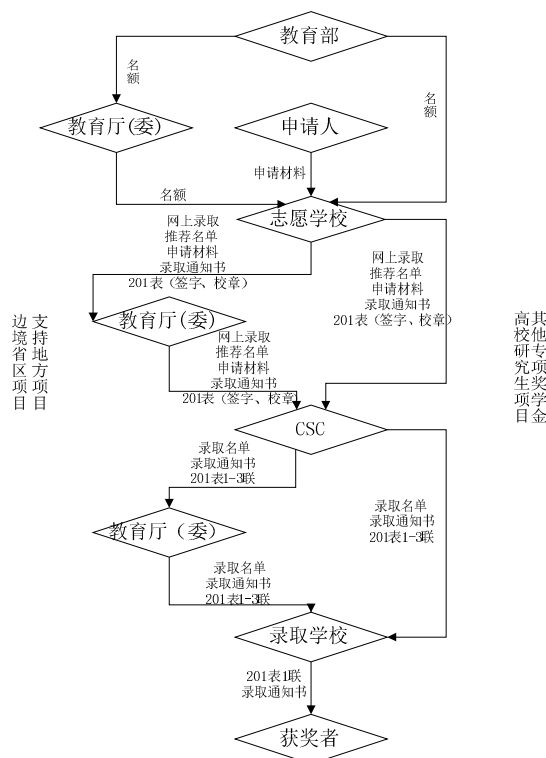 教育部
名额
名额
教育厅(委)
申请人
申请材料
名额
志愿学校
网上录取
推荐名单
申请材料
录取通知书
201表（签字、校章）
网上录取
推荐名单
申请材料
录取通知书
201表（签字、校章）
教育厅(委)
支持地方项目
边境省区项目
其他专项奖学金
高校研究生项目
网上录取
推荐名单
申请材料
录取通知书
201表（签字、校章）
CSC
录取名单
录取通知书
201表1-3联
录取名单
录取通知书
201表1-3联
教育厅（委）
录取名单
录取通知书
201表1-3联
录取学校
201表1联
录取通知书
获奖者